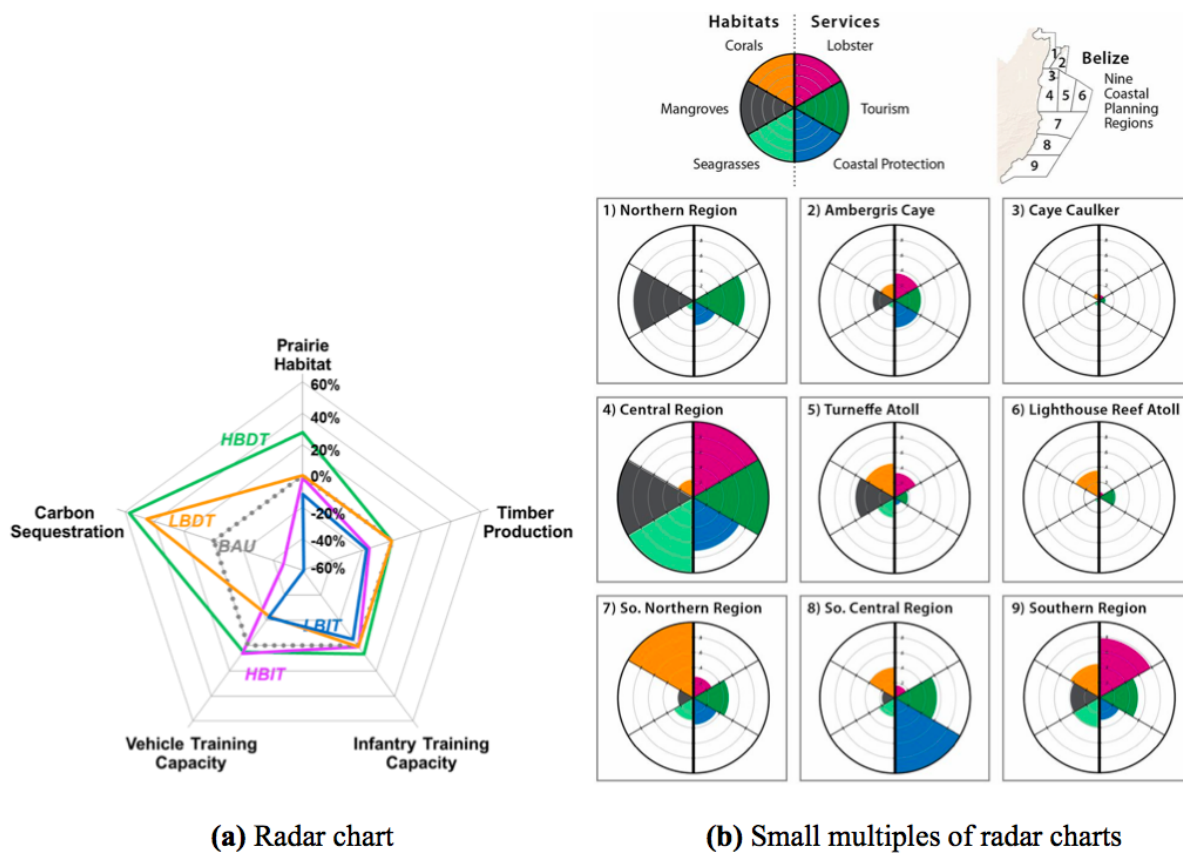 Prairie
Habitat
60%
40%
20%
0%
-20%
-40%
-60%
HBDT
LBDT
BAU
LBIT
HBIT
Carbon
Sequestration
Timber
Production
Vehicle Training
Capacity
Infantry Training
Capacity
(a) Radar chart
Habitats Services
Corals Lobster
Mangroves Tourism
Seagrasses Coastal Protection
Belize
Nine
Coastal
Planning
Regions
1
2
3
4 5 6
7
8
9
1) Northern Region
2) Ambergris Caye
3) Caye Caulker
4) Central Region
5) Turneffe Atoll
6) Lighthouse Reef Atoll
7) So. Northern Region
8) So. Central Region
9) Southern Region
(b) Small multiples of radar charts